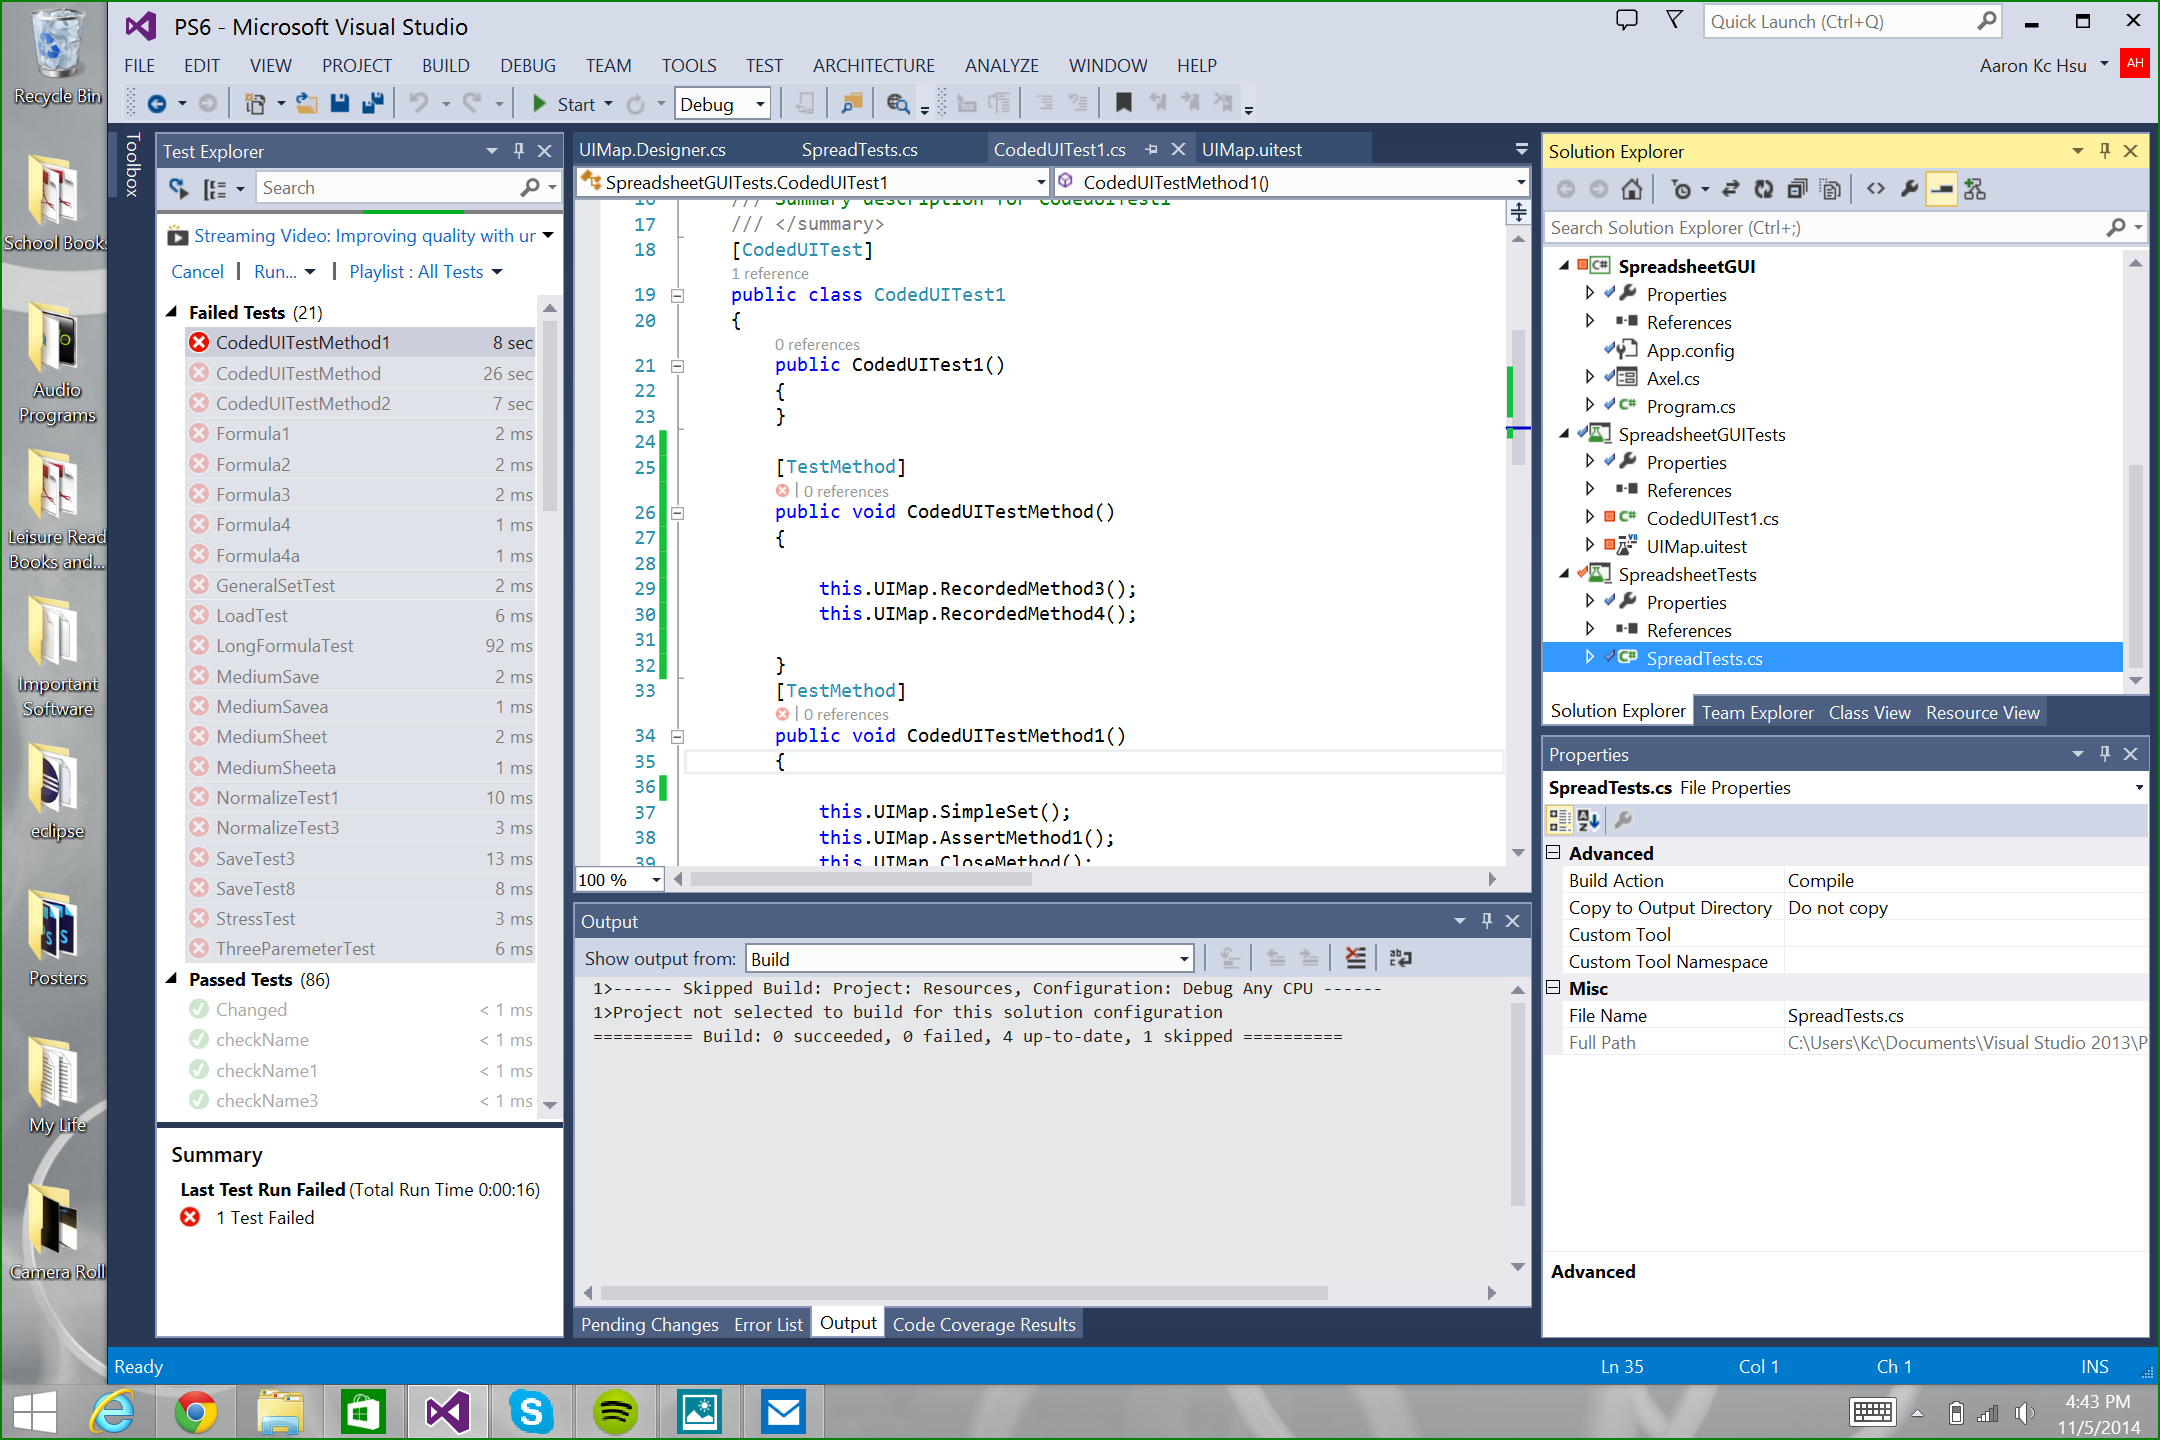 Recycle Bin
School Books
Audio
Programs
Leisure Read
Books and...
Important
Software
eclipse
Posters
My Life
Camera Roll
PS6 - Microsoft Visual Studio
Quick Launch (Ctrl+Q)
FILE EDIT VIEW PROJECT BUILD DEBUG TEAM TOOLS TEST ARCHITECTURE ANALYZE WINDOW HELP
Aaron Kc Hsu AH
Start Debug
Toolbox
Test Explorer
Search
Streaming Video: Improving quality with ur
Cancel | Run... | Playlist : All Tests
Failed Tests (21)
CodedUITestMethod1 8 sec
CodedUITestMethod 26 sec
CodedUITestMethod2 7 sec
Formula1 2 ms
Formula2 2 ms
Formula3 2 ms
Formula4 1 ms
Formula4a 1 ms
GeneralSetTest 2 ms
LoadTest 6 ms
LongFormulaTest 92 ms
MediumSave 2 ms
MediumSavea 1 ms
MediumSheet 2 ms
MediumSheeta 1 ms
NormalizeTest1 10 ms
NormalizeTest3 3 ms
SaveTest3 13 ms
SaveTest8 8 ms
StressTest 3 ms
ThreeParemeterTest 6 ms
Passed Tests (86)
Changed < 1 ms
checkName < 1 ms
checkName1 < 1 ms
checkName3 < 1 ms
Summary
Last Test Run Failed (Total Run Time 0:00:16)
1 Test Failed
UIMap.Designer.cs SpreadTests.cs CodedUITest1.cs UIMap.uitest
SpreadsheetGUITests.CodedUITest1 CodedUITestMethod1()
16 /// Summary description for CodedUITest1
17 /// </summary>
18 [CodedUITest]
1 reference
19 public class CodedUITest1
20 {
0 references
21 public CodedUITest1()
22 {
23 }
24
25 [TestMethod]
| 0 references
26 public void CodedUITestMethod()
27 {
28
29 this.UIMap.RecordedMethod3();
30 this.UIMap.RecordedMethod4();
31
32 }
33 [TestMethod]
| 0 references
34 public void CodedUITestMethod1()
35 {
36
37 this.UIMap.SimpleSet();
38 this.UIMap.AssertMethod1();
39 this.UIMap.CloseMethod();
100 %
Output
Show output from: Build
1>------ Skipped Build: Project: Resources, Configuration: Debug Any CPU ------
1>Project not selected to build for this solution configuration
========== Build: 0 succeeded, 0 failed, 4 up-to-date, 1 skipped ==========
Pending Changes Error List Output Code Coverage Results
Solution Explorer
Search Solution Explorer (Ctrl+;)
C# SpreadsheetGUI
Properties
References
App.config
Axel.cs
C# Program.cs
SpreadsheetGUITests
Properties
References
C# CodedUITest1.cs
UIMap.uitest
SpreadsheetTests
Properties
References
C# SpreadTests.cs
Solution Explorer Team Explorer Class View Resource View
Properties
SpreadTests.cs File Properties
Advanced
Build Action Compile
Copy to Output Directory Do not copy
Custom Tool
Custom Tool Namespace
Misc
File Name SpreadTests.cs
Full Path C:\Users\Kc\Documents\Visual Studio 2013\P
Advanced
Ready Ln 35 Col 1 Ch 1 INS
4:43 PM
11/5/2014